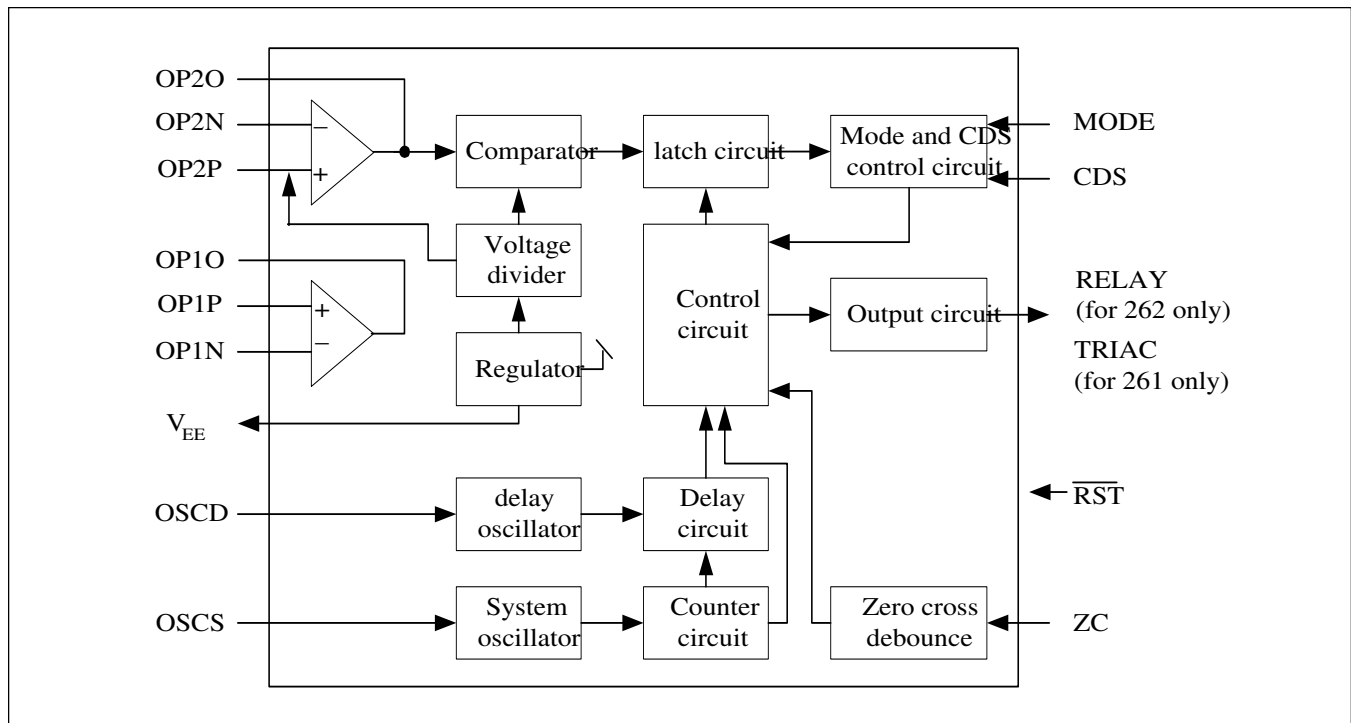 OP2O
OP2N
OP2P
OP1O
OP1P
OP1N
VEE
OSCD
OSCS
−
+
+
−
Comparator
latch circuit
Mode and CDS
control circuit
Voltage
divider
Regulator
Control
circuit
Output circuit
delay
oscillator
Delay
circuit
System
oscillator
Counter
circuit
Zero cross
debounce
MODE
CDS
RELAY
(for 262 only)
TRIAC
(for 261 only)
RST
ZC